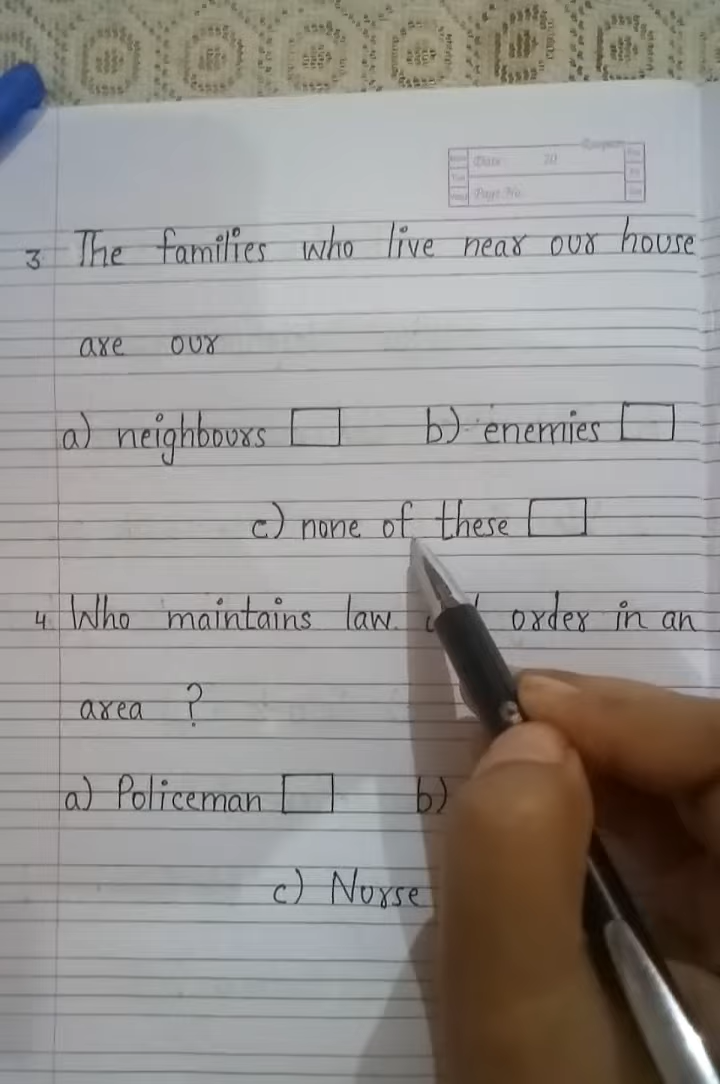 Date 20
Page No.
3 The families who live near our house
are our
a) neighbours b) enemies
c) none of these
4. Who maintains law order in an
area ?
a) Policeman b)
c) Nurse